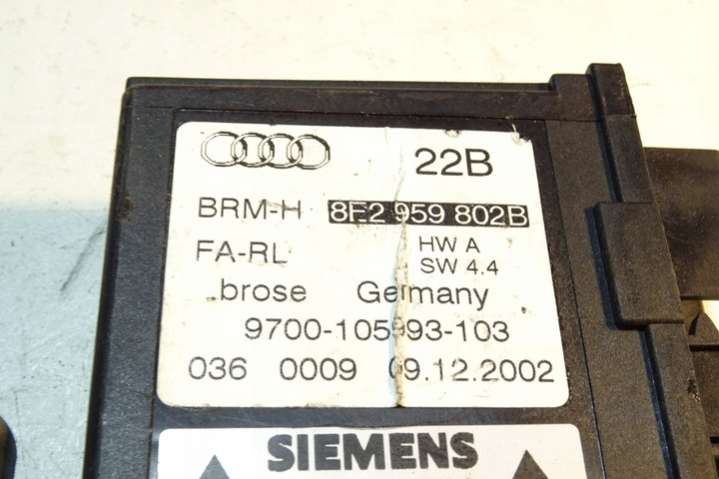 22B
BRM-H 8E2 959 802B
FA-RL HW A
SW 4.4
brose Germany
9700-105993-103
036 0009 09.12.2002
SIEMENS